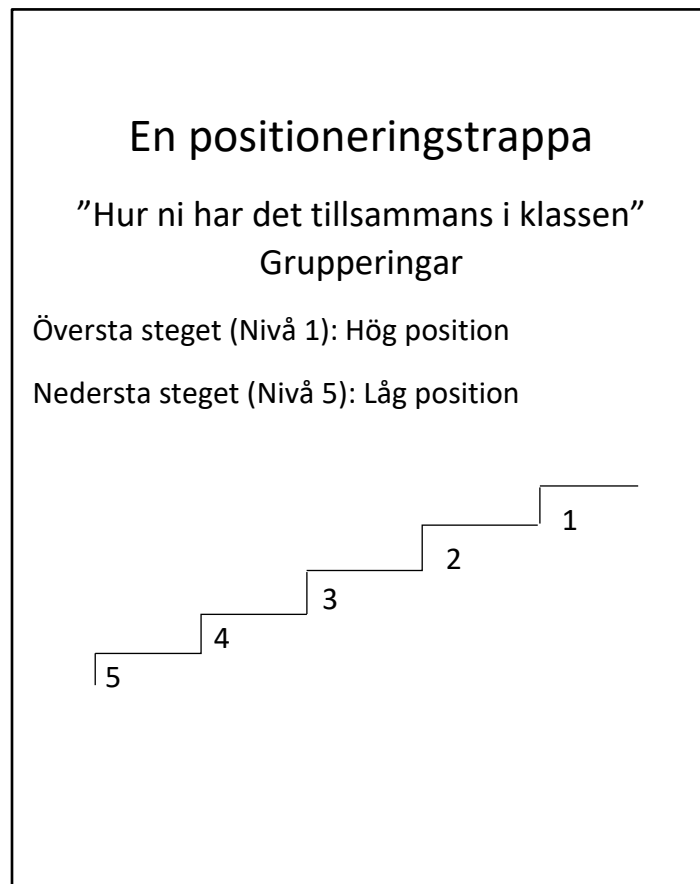 En positioneringstrappa
”Hur ni har det tillsammans i klassen”
Grupperingar
Översta steget (Nivå 1): Hög position
Nedersta steget (Nivå 5): Låg position
1
2
3
4
5